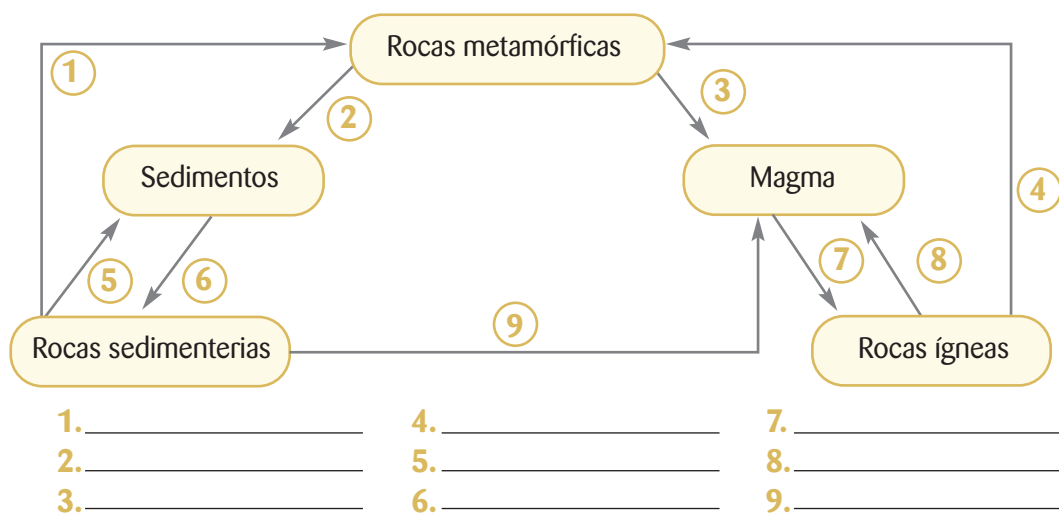 Rocas metamórficas
1
2
3
Sedimentos
Magma
4
5
6
7
8
Rocas sedimenterias
9
Rocas ígneas
1. 4. 7.
2. 5. 8.
3. 6. 9.